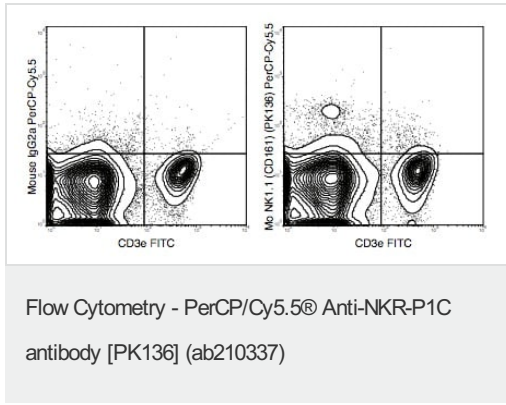 Mouse IgG2a PerCP-Cy5.5
CD3e FITC
Mo NK1.1 (CD161) (PK136) PerCP-Cy5.5
CD3e FITC
Flow Cytometry - PerCP/Cy5.5® Anti-NKR-P1C
antibody [PK136] (ab210337)